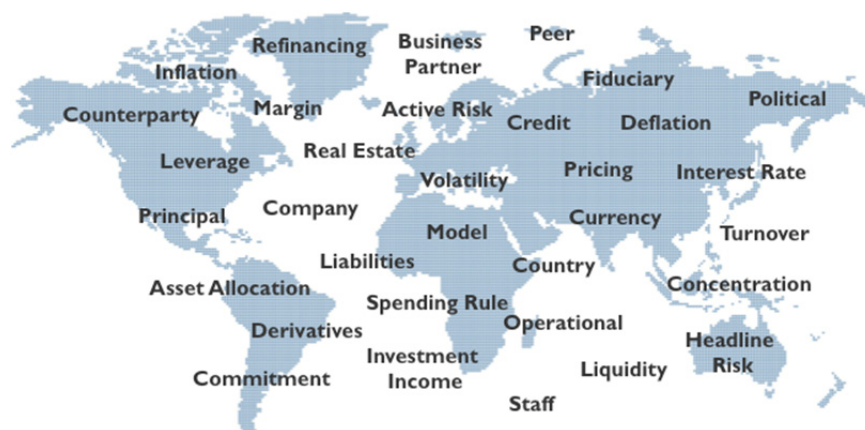 Refinancing
Business
Partner
Peer
Inflation
Fiduciary
Political
Counterparty
Margin
Active Risk
Credit
Deflation
Leverage
Real Estate
Volatility
Pricing
Interest Rate
Principal
Company
Model
Currency
Turnover
Liabilities
Country
Asset Allocation
Spending Rule
Concentration
Derivatives
Operational
Headline
Risk
Investment
Income
Commitment
Liquidity
Staff